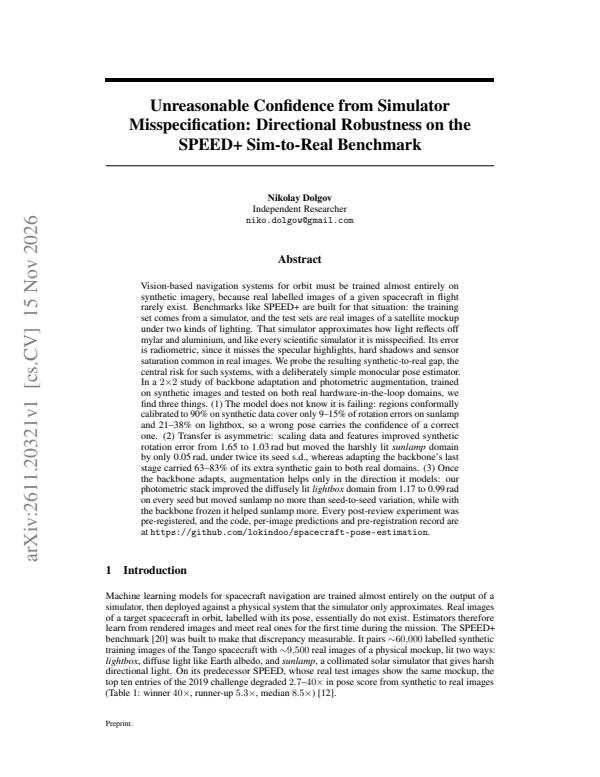 Unreasonable Confidence from Simulator
Misspecification: Directional Robustness on the
SPEED+ Sim-to-Real Benchmark
Nikolay Dolgov
Independent Researcher
niko.dolgow@gmail.com
Abstract
Vision-based navigation systems for orbit must be trained almost entirely on
synthetic imagery, because real labelled images of a given spacecraft in flight
rarely exist. Benchmarks like SPEED+ are built for that situation: the training
set comes from a simulator, and the test sets are real images of a satellite mockup
under two kinds of lighting. That simulator approximates how light reflects off
mylar and aluminium, and like every scientific simulator it is misspecified. Its error
is radiometric, since it misses the specular highlights, hard shadows and sensor
saturation common in real images. We probe the resulting synthetic-to-real gap, the
central risk for such systems, with a deliberately simple monocular pose estimator.
In a 2×2 study of backbone adaptation and photometric augmentation, trained
on synthetic images and tested on both real hardware-in-the-loop domains, we
find three things. (1) The model does not know it is failing: regions conformally
calibrated to 90% on synthetic data cover only 9–15% of rotation errors on sunlamp
and 21–38% on lightbox, so a wrong pose carries the confidence of a correct
one. (2) Transfer is asymmetric: scaling data and features improved synthetic
rotation error from 1.65 to 1.03 rad but moved the harshly lit sunlamp domain
by only 0.05 rad, under twice its seed s.d., whereas adapting the backbone's last
stage carried 63–83% of its extra synthetic gain to both real domains. (3) Once
the backbone adapts, augmentation helps only in the direction it models: our
photometric stack improved the diffusely lit lightbox domain from 1.17 to 0.99 rad
on every seed but moved sunlamp no more than seed-to-seed variation, while with
the backbone frozen it helped sunlamp more. Every post-review experiment was
pre-registered, and the code, per-image predictions and pre-registration record are
at https://github.com/lokindoo/spacecraft-pose-estimation.
1 Introduction
Machine learning models for spacecraft navigation are trained almost entirely on the output of a
simulator, then deployed against a physical system that the simulator only approximates. Real images
of a target spacecraft in orbit, labelled with its pose, essentially do not exist. Estimators therefore
learn from rendered images and meet real ones for the first time during the mission. The SPEED+
benchmark [20] was built to make that discrepancy measurable. It pairs ∼60,000 labelled synthetic
training images of the Tango spacecraft with ∼9,500 real images of a physical mockup, lit two ways:
lightbox, diffuse light like Earth albedo, and sunlamp, a collimated solar simulator that gives harsh
directional light. On its predecessor SPEED, whose real test images show the same mockup, the
top ten entries of the 2019 challenge degraded 2.7–40× in pose score from synthetic to real images
(Table 1: winner 40×, runner-up 5.3×, median 8.5×) [12].
Preprint.
arXiv:2611.20321v1 [cs.CV] 15 Nov 2026